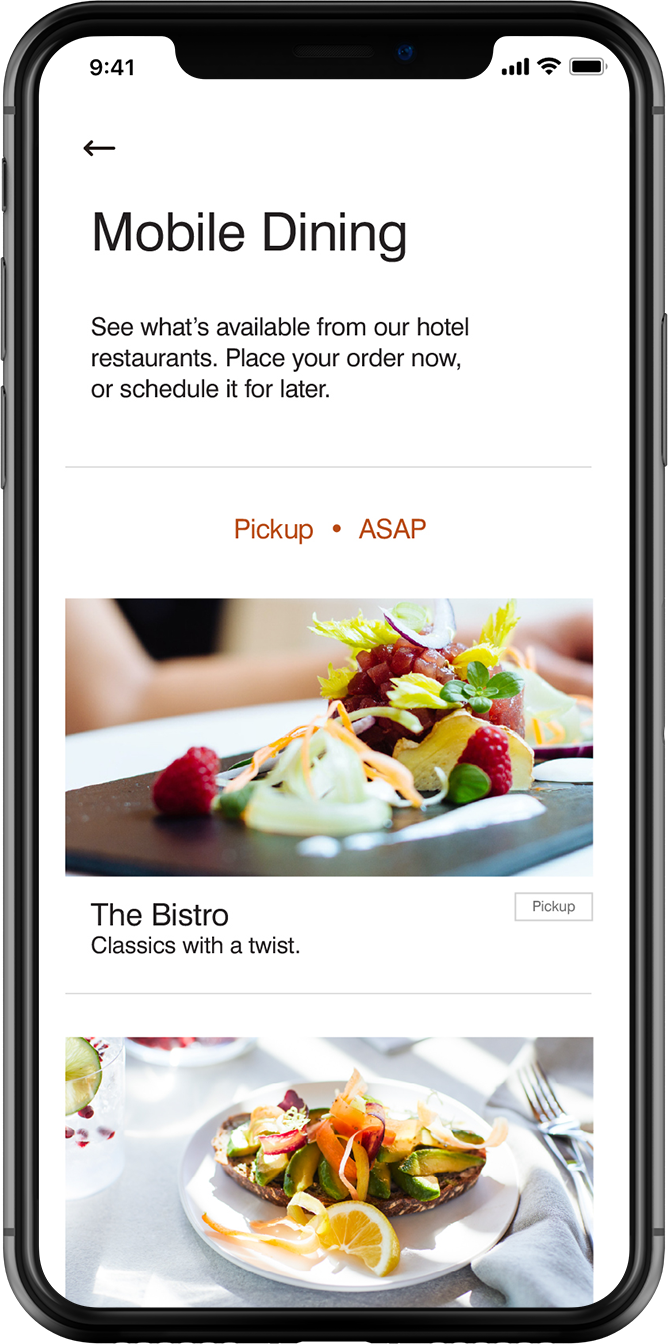 9:41
Mobile Dining
See what’s available from our hotel
restaurants. Place your order now,
or schedule it for later.
Pickup • ASAP
The Bistro
Pickup
Classics with a twist.